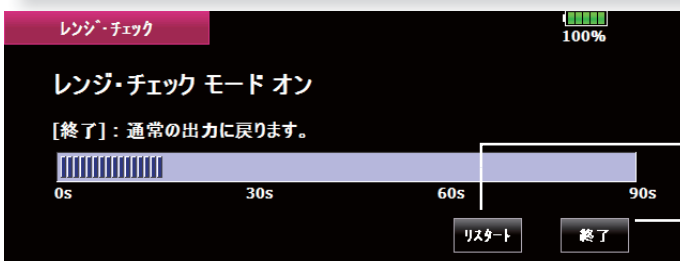 レンジ・チェック
100%
レンジ・チェック モード オン
[終了]：通常の出力に戻ります。
0s 30s 60s 90s
リスタート 終了